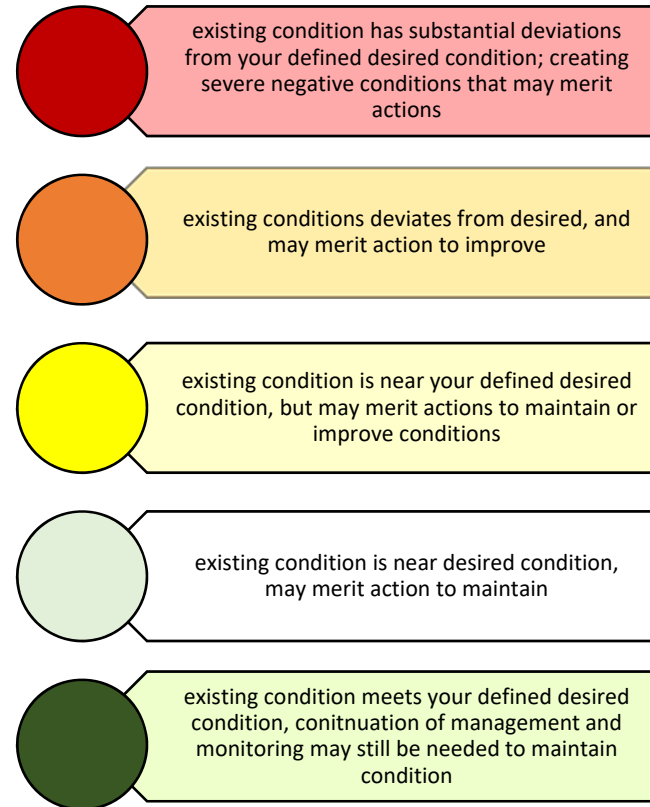 existing condition has substantial deviations
from your defined desired condition; creating
severe negative conditions that may merit
actions
existing conditions deviates from desired, and
may merit action to improve
existing condition is near your defined desired
condition, but may merit actions to maintain or
improve conditions
existing condition is near desired condition,
may merit action to maintain
existing condition meets your defined desired
condition, conitnuation of management and
monitoring may still be needed to maintain
condition